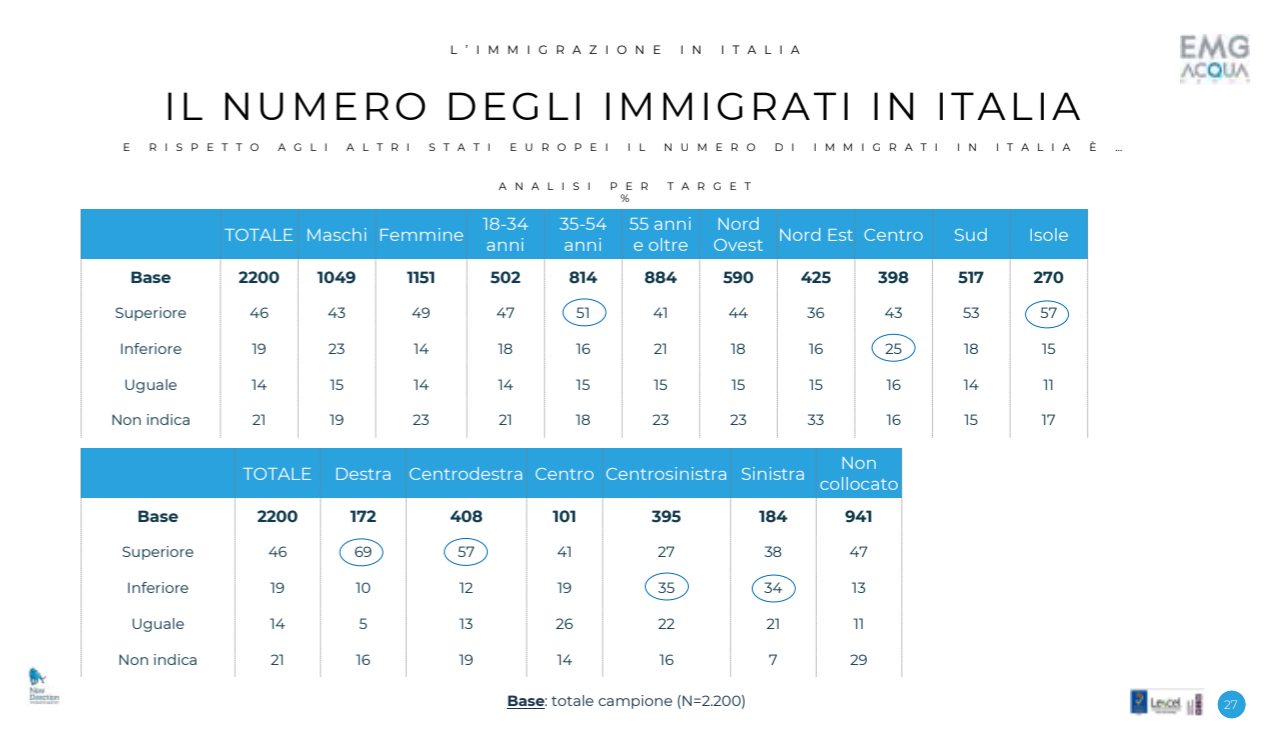 L'IMMIGRAZIONE IN ITALIA
EMG
ACQUA
IL NUMERO DEGLI IMMIGRATI IN ITALIA
E RISPETTO AGLI ALTRI STATI EUROPEI IL NUMERO DI IMMIGRATI IN ITALIA È …
ANALISI PER TARGET
%
TOTALE Maschi Femmine 18-34 anni 35-54 anni 55 anni e oltre Nord Ovest Nord Est Centro Sud Isole
Base 2200 1049 1151 502 814 884 590 425 398 517 270
Superiore 46 43 49 47 51 41 44 36 43 53 57
Inferiore 19 23 14 18 16 21 18 16 25 18 15
Uguale 14 15 14 14 15 15 15 15 16 14 11
Non indica 21 19 23 21 18 23 23 33 16 15 17
TOTALE Destra Centrodestra Centro Centrosinistra Sinistra Non collocato
Base 2200 172 408 101 395 184 941
Superiore 46 69 57 41 27 38 47
Inferiore 19 10 12 19 35 34 13
Uguale 14 5 13 26 22 21 11
Non indica 21 16 19 14 16 7 29
New
Direction
Base: totale campione (N=2.200)
27